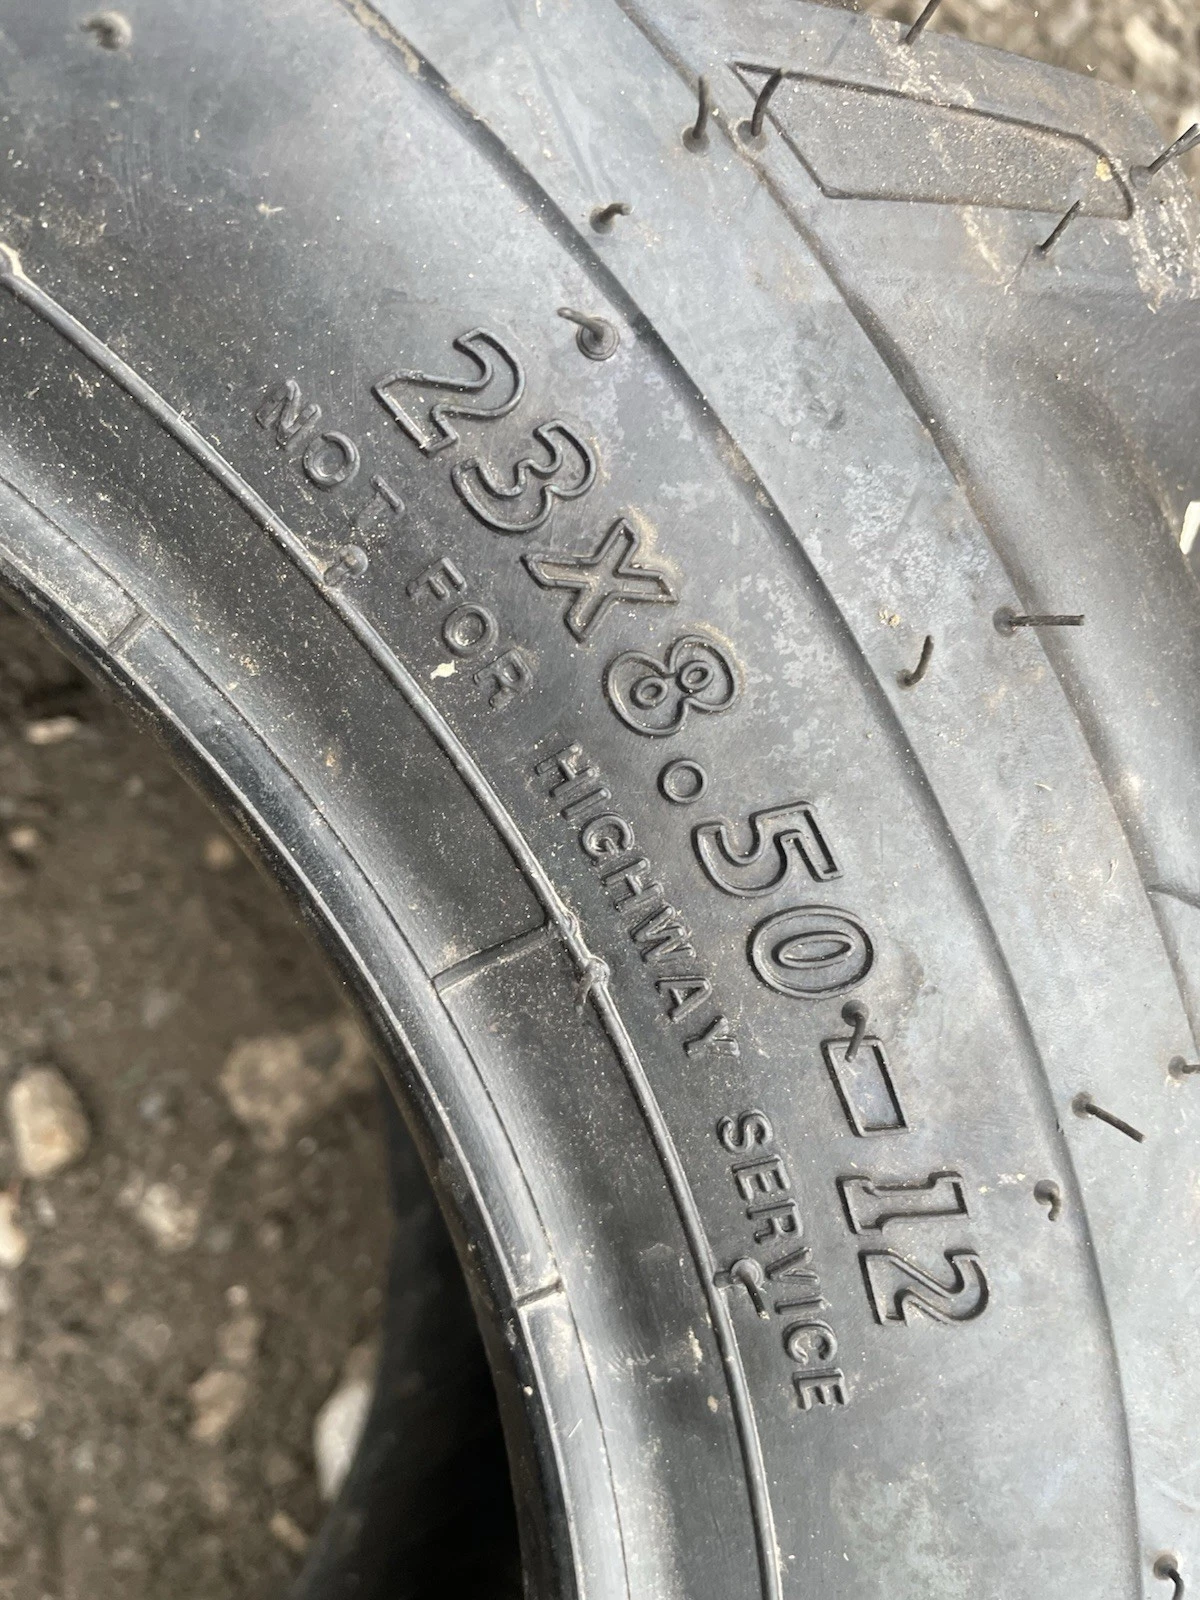 23X8.50-12
NOT FOR HIGHWAY SERVICE